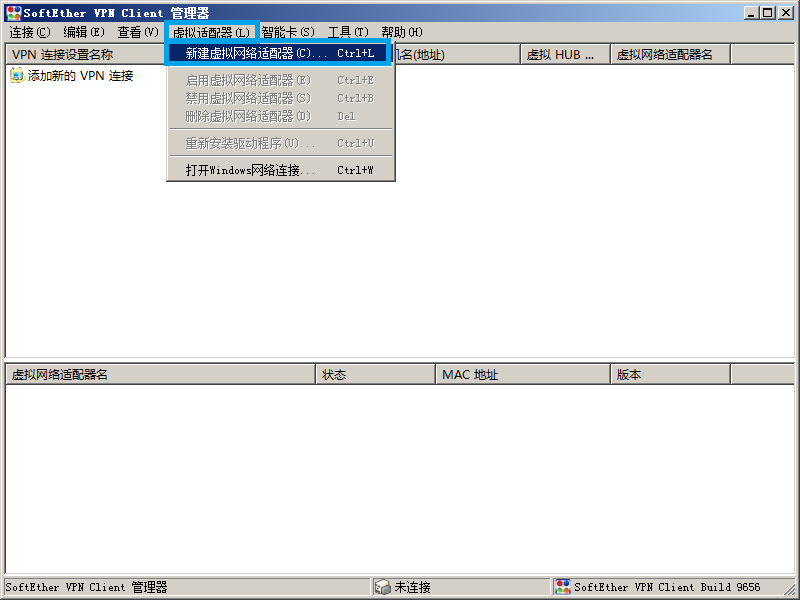 SoftEther VPN Client 管理器
连接(C) 编辑(E) 查看(V) 虚拟适配器(L) 智能卡(S) 工具(T) 帮助(H)
VPN 连接设置名称 机名(地址) 虚拟 HUB ... 虚拟网络适配器名
新建虚拟网络适配器(C)... Ctrl+L
添加新的 VPN 连接
启用虚拟网络适配器(E) Ctrl+E
禁用虚拟网络适配器(S) Ctrl+B
删除虚拟网络适配器(D) Del
重新安装驱动程序(U)... Ctrl+U
打开Windows网络连接... Ctrl+W
虚拟网络适配器名 状态 MAC 地址 版本
SoftEther VPN Client 管理器 未连接 SoftEther VPN Client Build 9656